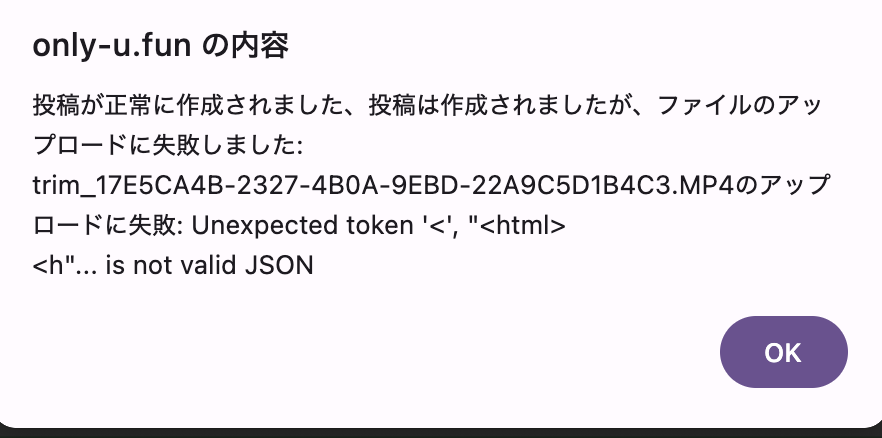 only-u.fun の内容
投稿が正常に作成されました、投稿は作成されましたが、ファイルのアッ
プロードに失敗しました:
trim_17E5CA4B-2327-4B0A-9EBD-22A9C5D1B4C3.MP4のアップ
ロードに失敗: Unexpected token '<', "<html>
<h"... is not valid JSON
OK